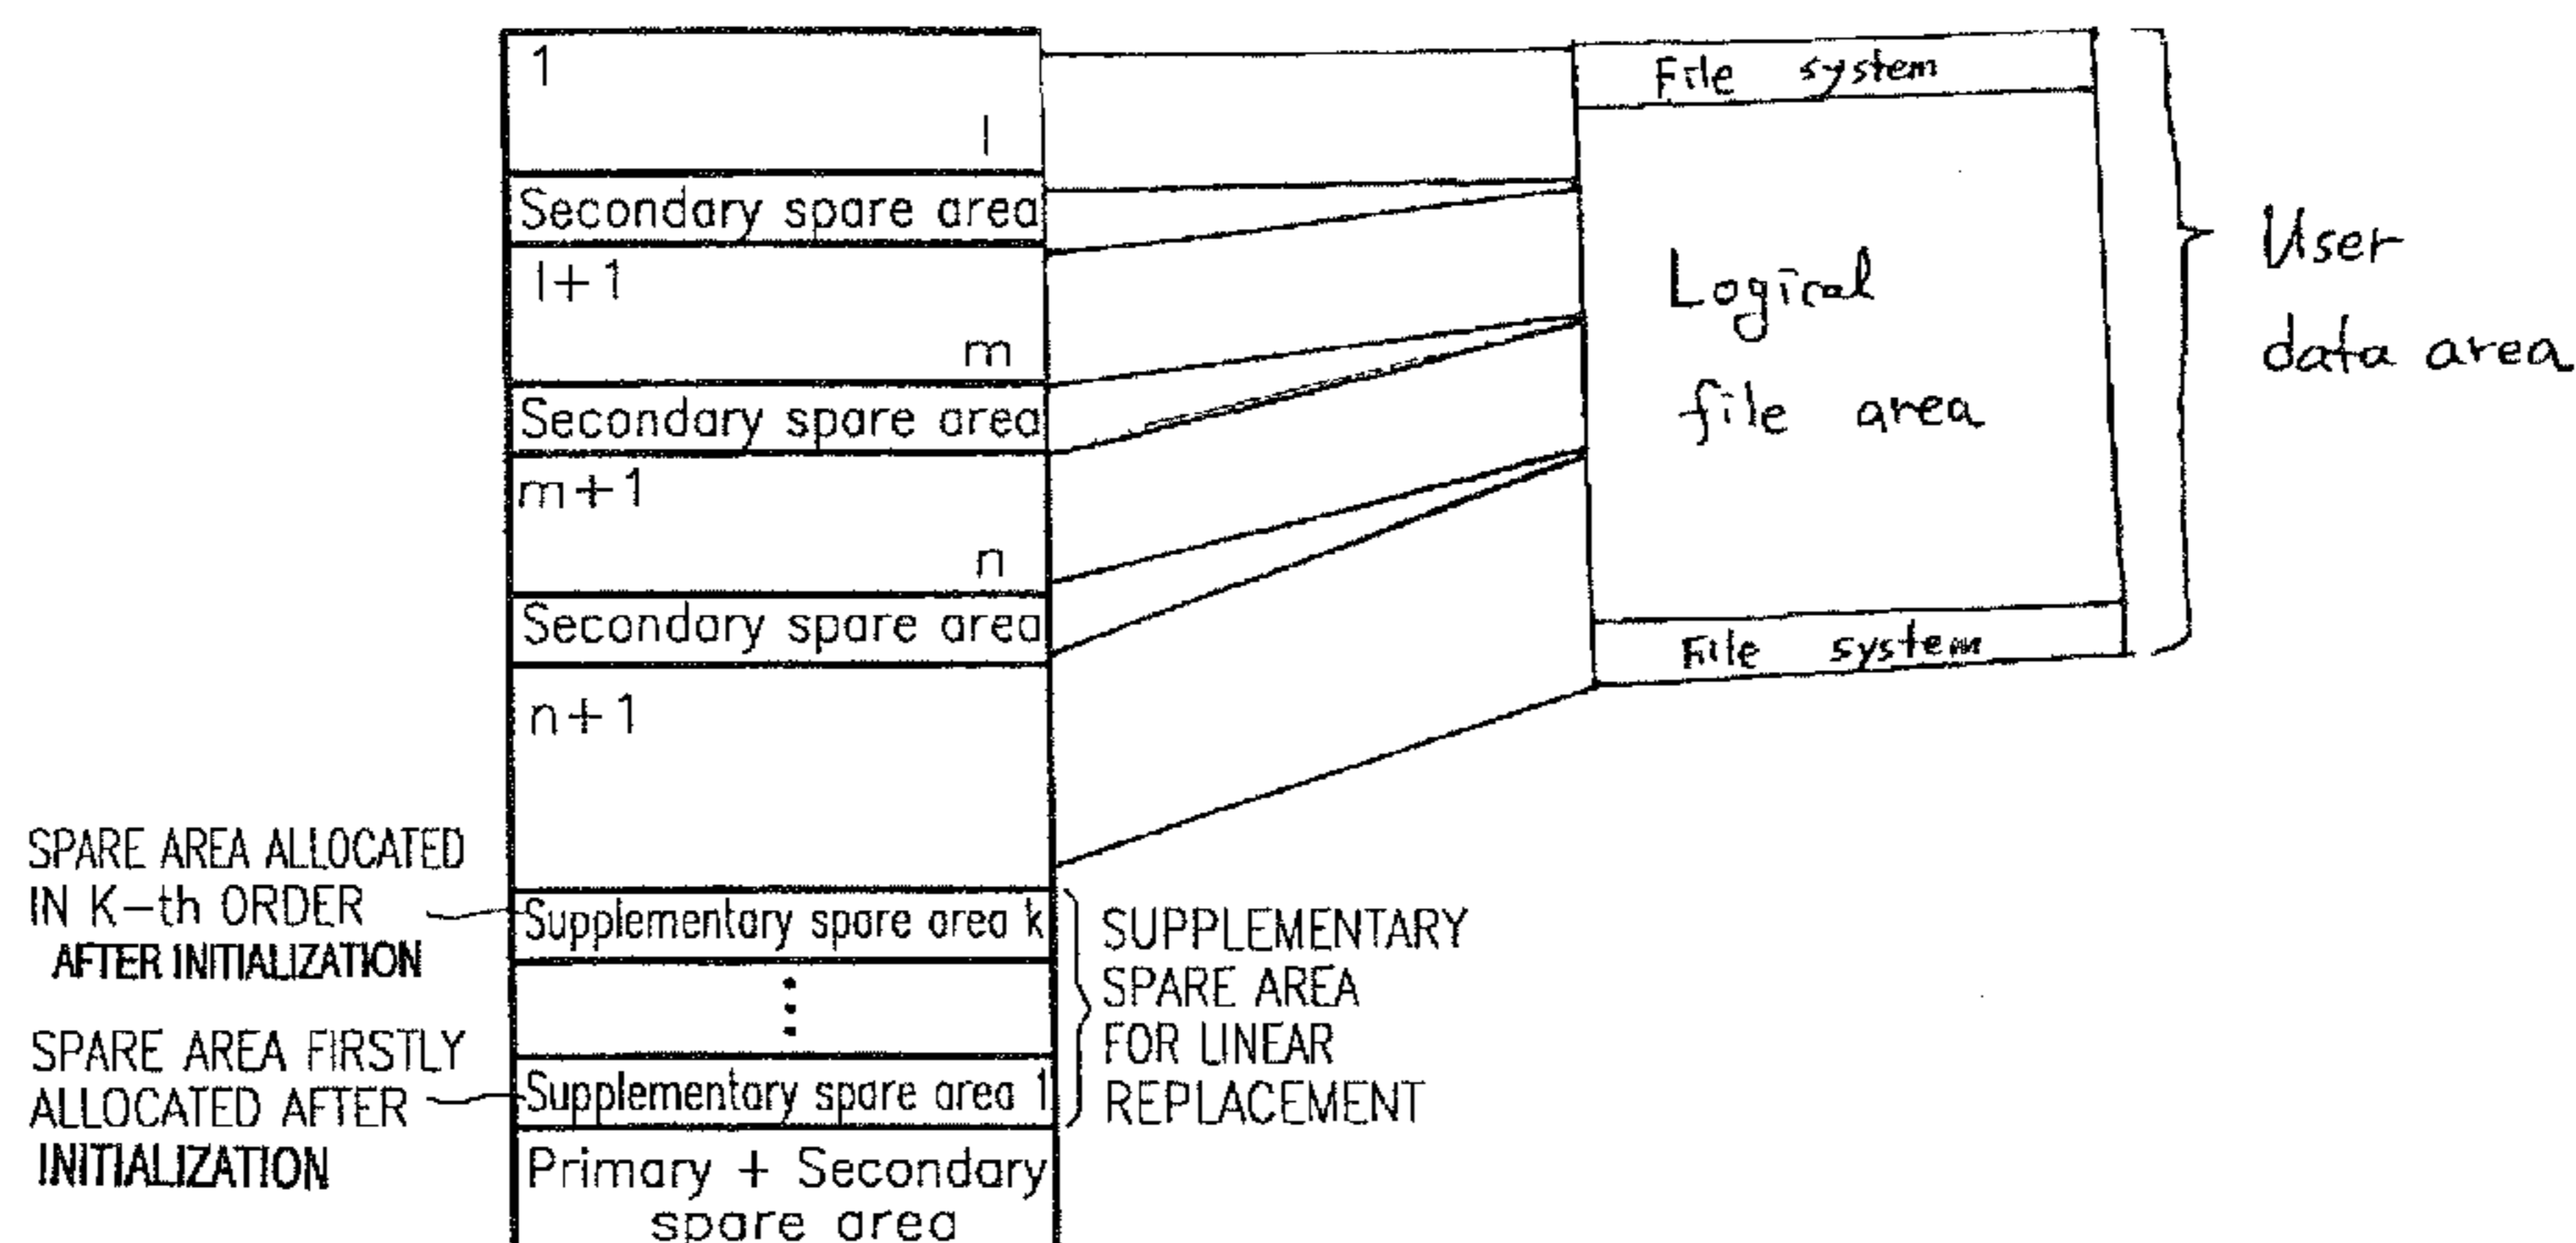 1
l
Secondary spare area
l+1
m
Secondary spare area
m+1
n
Secondary spare area
n+1
Supplementary spare area k
⋮
Supplementary spare area 1
Primary + Secondary
spare area
SPARE AREA ALLOCATED
IN K-th ORDER
AFTER INITIALIZATION
SPARE AREA FIRSTLY
ALLOCATED AFTER
INITIALIZATION
SUPPLEMENTARY
SPARE AREA
FOR LINEAR
REPLACEMENT
File system
Logical
file area
File system
User
data area